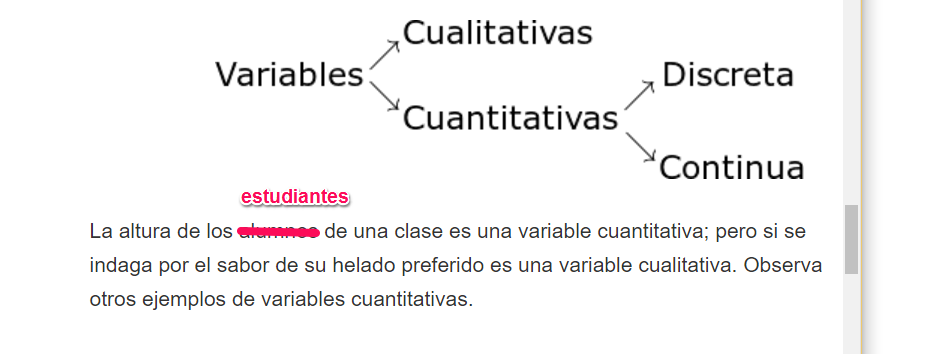 Cualitativas
Variables
Discreta
Cuantitativas
Continua
estudiantes
La altura de los alumnos de una clase es una variable cuantitativa; pero si se
indaga por el sabor de su helado preferido es una variable cualitativa. Observa
otros ejemplos de variables cuantitativas.